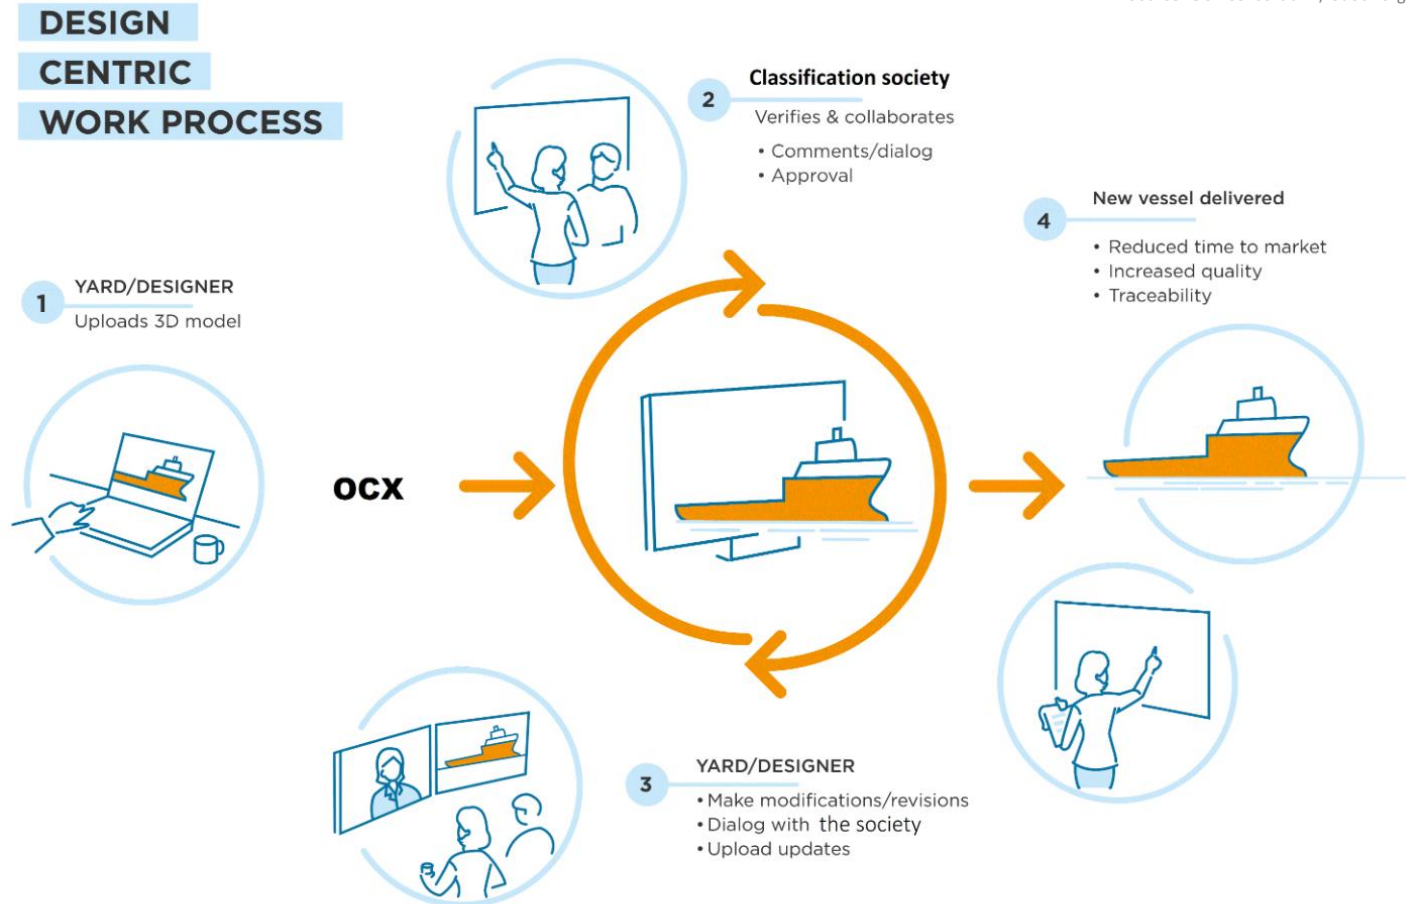 DESIGN
CENTRIC
WORK PROCESS
1
YARD/DESIGNER
Uploads 3D model
OCX
2
Classification society
Verifies & collaborates
• Comments/dialog
• Approval
3
YARD/DESIGNER
• Make modifications/revisions
• Dialog with the society
• Upload updates
4
New vessel delivered
• Reduced time to market
• Increased quality
• Traceability